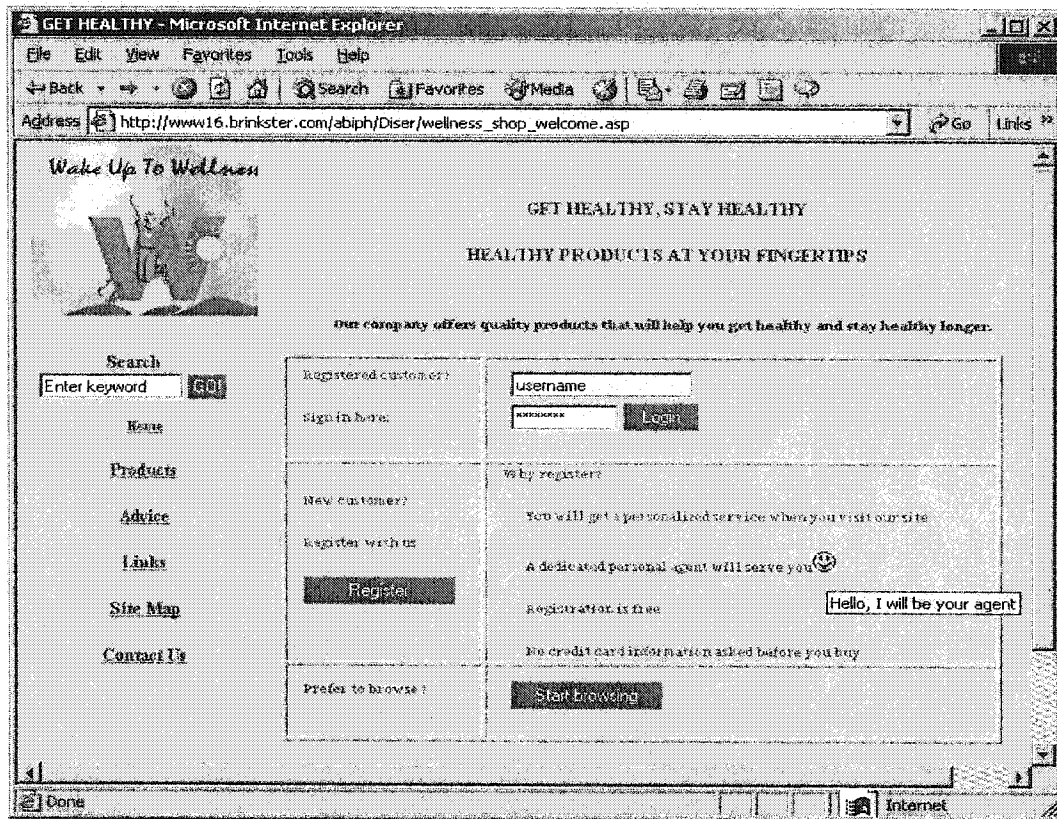 GET HEALTHY - Microsoft Internet Explorer
File Edit View Favorites Tools Help
Back Search Favorites Media
Address http://www16.brinkster.com/abiph/Diser/wellness_shop_welcome.asp Go Links »
Wake Up To Wellness
GET HEALTHY, STAY HEALTHY
HEALTHY PRODUCTS AT YOUR FINGERTIPS
Our company offers quality products that will help you get healthy and stay healthy longer.
Search
Enter keyword GO!
Home
Products
Advice
Links
Site Map
Contact Us
Registered customer?
username
Sign in here:
******** Login
New customer?
Register with us
Register
Why register?
You will get a personalized service when you visit our site
A dedicated personal agent will serve you
Hello, I will be your agent
Registration is free
No credit card information asked before you buy
Prefer to browse ?
Start browsing
Done Internet